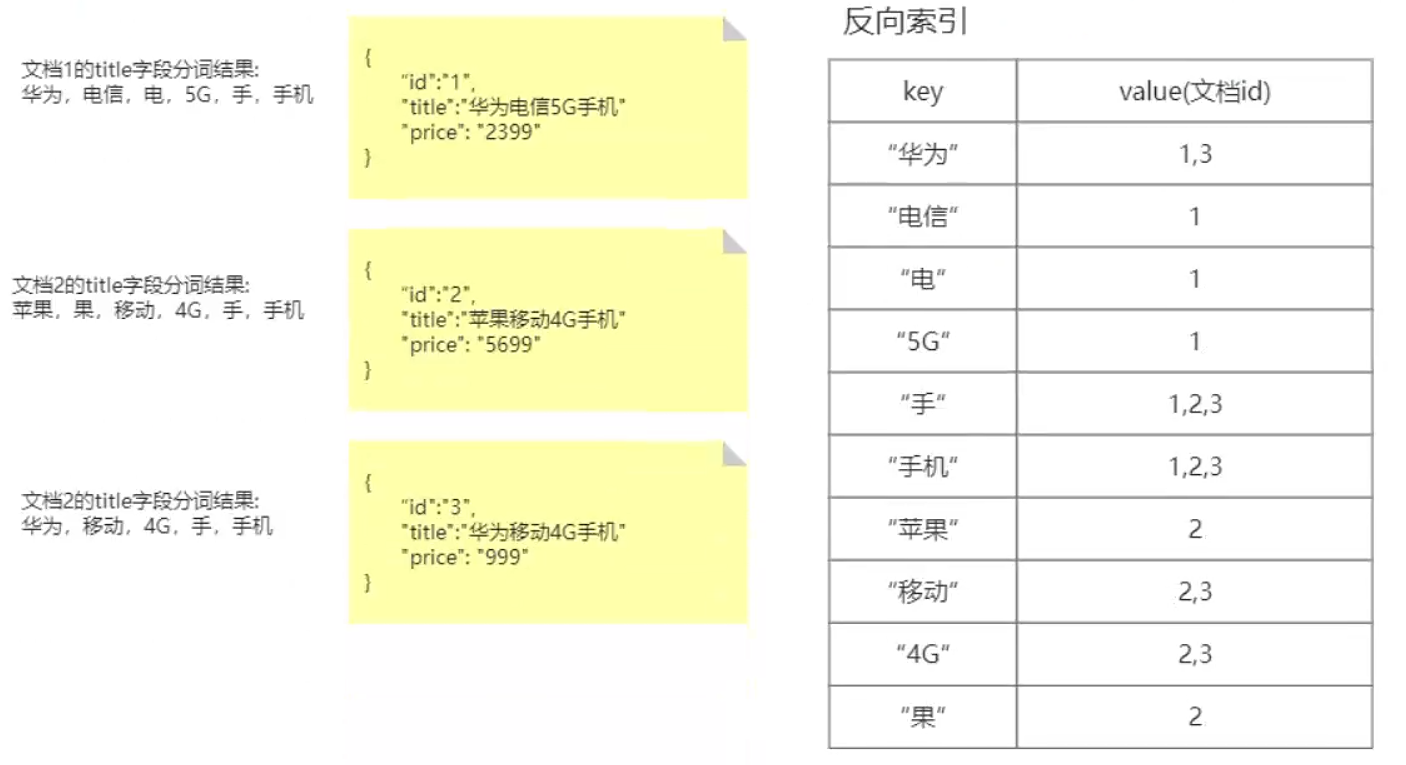 文档1的title字段分词结果:
华为，电信，电，5G，手，手机
{
"id":"1",
"title":"华为电信5G手机"
"price": "2399"
}
文档2的title字段分词结果:
苹果，果，移动，4G，手，手机
{
"id":"2",
"title":"苹果移动4G手机"
"price": "5699"
}
文档2的title字段分词结果:
华为，移动，4G，手，手机
{
"id":"3",
"title":"华为移动4G手机"
"price": "999"
}
反向索引
key value(文档id)
“华为“ 1,3
“电信“ 1
“电“ 1
“5G“ 1
“手“ 1,2,3
“手机“ 1,2,3
“苹果“ 2
“移动“ 2,3
“4G“ 2,3
“果“ 2